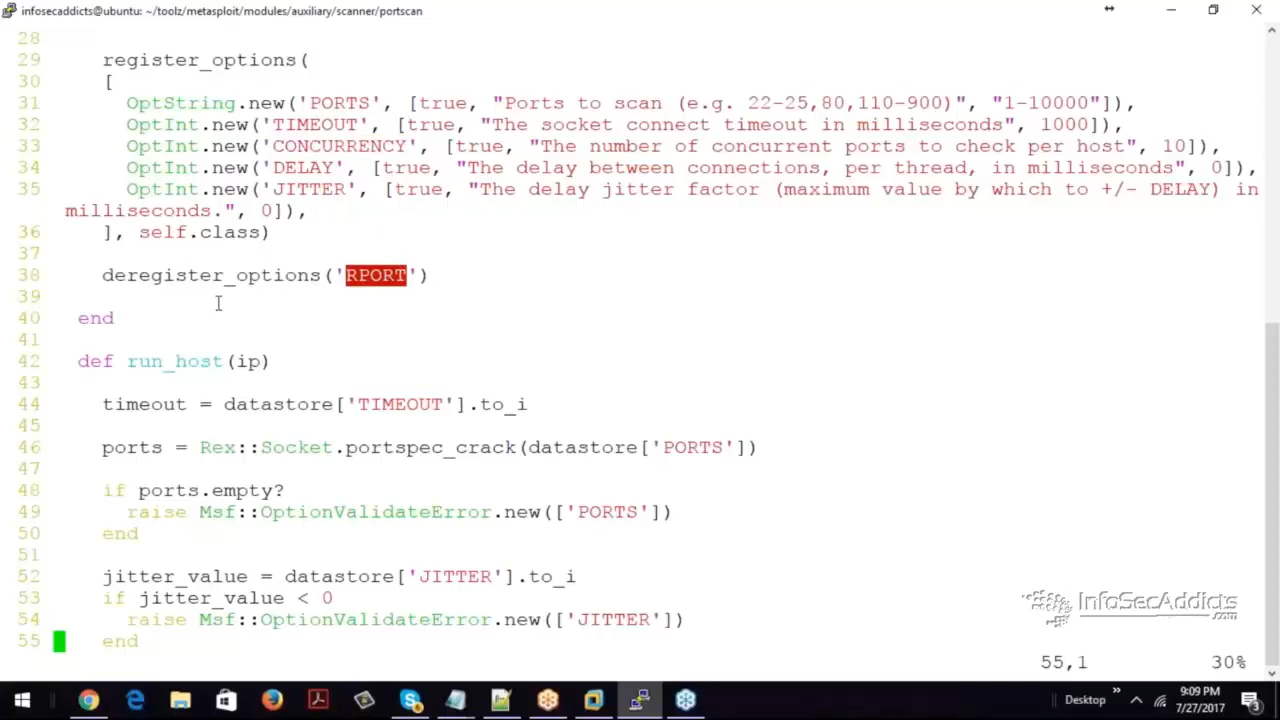 infosecaddicts@ubuntu: ~/toolz/metasploit/modules/auxiliary/scanner/portscan
28
29 register_options(
30 [
31 OptString.new('PORTS', [true, "Ports to scan (e.g. 22-25,80,110-900)", "1-10000"]),
32 OptInt.new('TIMEOUT', [true, "The socket connect timeout in milliseconds", 1000]),
33 OptInt.new('CONCURRENCY', [true, "The number of concurrent ports to check per host", 10]),
34 OptInt.new('DELAY', [true, "The delay between connections, per thread, in milliseconds", 0]),
35 OptInt.new('JITTER', [true, "The delay jitter factor (maximum value by which to +/- DELAY) in
milliseconds.", 0]),
36 ], self.class)
37
38 deregister_options('RPORT')
39
40 end
41
42 def run_host(ip)
43
44 timeout = datastore['TIMEOUT'].to_i
45
46 ports = Rex::Socket.portspec_crack(datastore['PORTS'])
47
48 if ports.empty?
49 raise Msf::OptionValidateError.new(['PORTS'])
50 end
51
52 jitter_value = datastore['JITTER'].to_i
53 if jitter_value < 0
54 raise Msf::OptionValidateError.new(['JITTER'])
55 end
InfoSecAddicts
.com
55,1 30%
Desktop
9:09 PM
7/27/2017
3